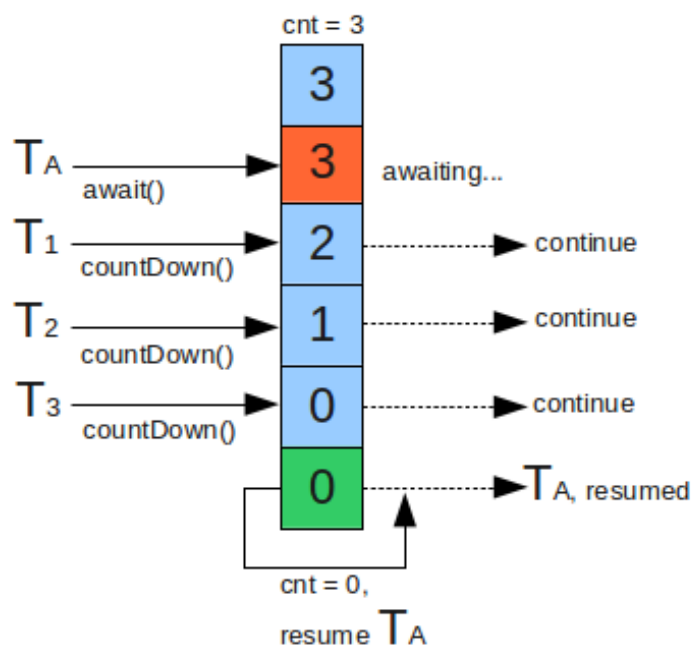 cnt = 3
3
TA 3 awaiting...
await()
T1 2 continue
countDown()
T2 1 continue
countDown()
T3 0 continue
countDown()
0 TA, resumed
cnt = 0,
resume TA